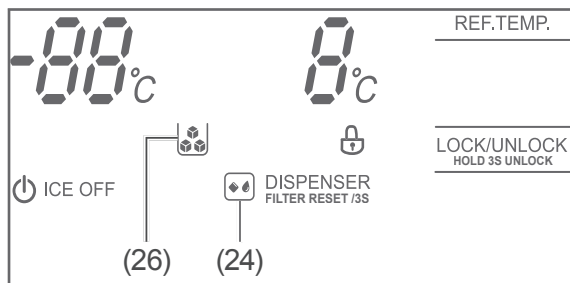 REF.TEMP.
-88°C 8°C
LOCK/UNLOCK
HOLD 3S UNLOCK
ICE OFF
DISPENSER
FILTER RESET /3S
(26) (24)